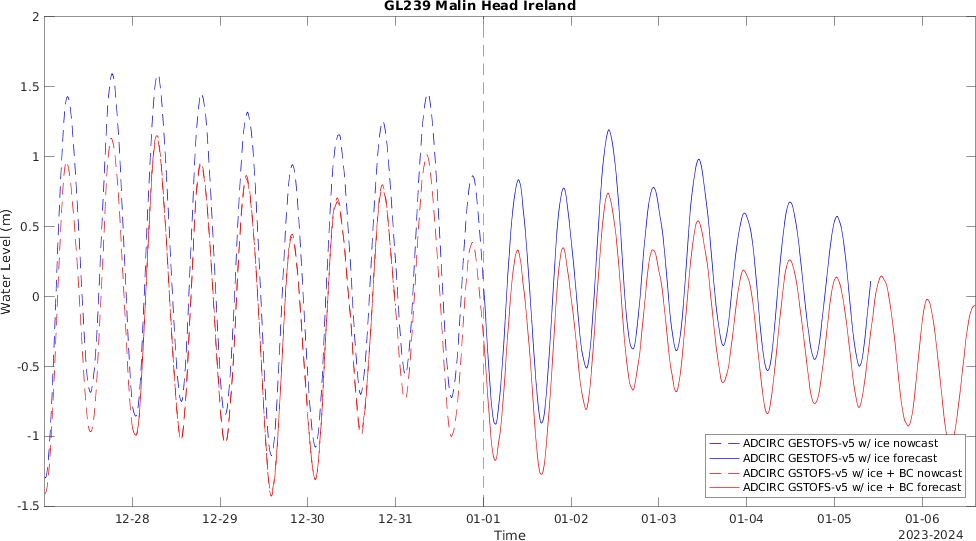 GL239 Malin Head Ireland
2
1.5
1
0.5
0
-0.5
-1
-1.5
Water Level (m)
12-28 12-29 12-30 12-31 01-01 01-02 01-03 01-04 01-05 01-06
Time
2023-2024
ADCIRC GESTOFS-v5 w/ ice nowcast
ADCIRC GESTOFS-v5 w/ ice forecast
ADCIRC GSTOFS-v5 w/ ice + BC nowcast
ADCIRC GSTOFS-v5 w/ ice + BC forecast